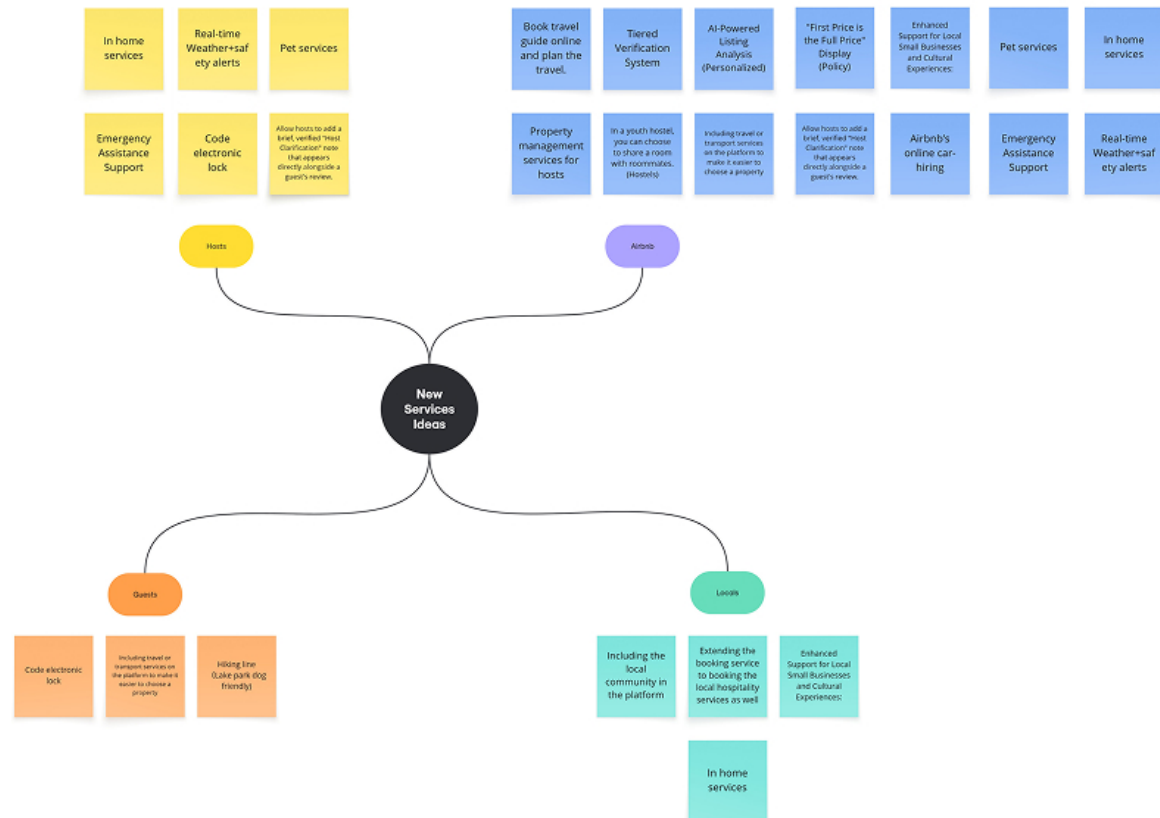 In home
services
Real-time
Weather+saf
ety alerts
Pet services
Book travel
guide online
and plan the
travel.
Tiered
Verification
System
AI-Powered
Listing
Analysis
(Personalized)
"First Price is
the Full Price"
Display
(Policy)
Enhanced
Support for Local
Small Businesses
and Cultural
Experiences:
Pet services
In home
services
Emergency
Assistance
Support
Code
electronic
lock
Allow hosts to add a
brief, verified "Host
Clarification" note
that appears
directly alongside a
guest's review.
Property
management
services for
hosts
In a youth hostel,
you can choose
to share a room
with roommates.
(Hostels)
Including travel or
transport services
on the platform to
make it easier to
choose a property
Allow hosts to add a
brief, verified "Host
Clarification" note
that appears
directly alongside a
guest's review.
Airbnb's
online car-
hiring
Emergency
Assistance
Support
Real-time
Weather+saf
ety alerts
Hosts
Airbnb
New
Services
Ideas
Guests
Locals
Code electronic
lock
Including travel or
transport services on
the platform to make it
easier to choose a
property
Hiking line
(Lake park dog
friendly)
Including the
local
community in
the platform
Extending the
booking service
to booking the
local hospitality
services as well
Enhanced
Support for Local
Small Businesses
and Cultural
Experiences:
In home
services